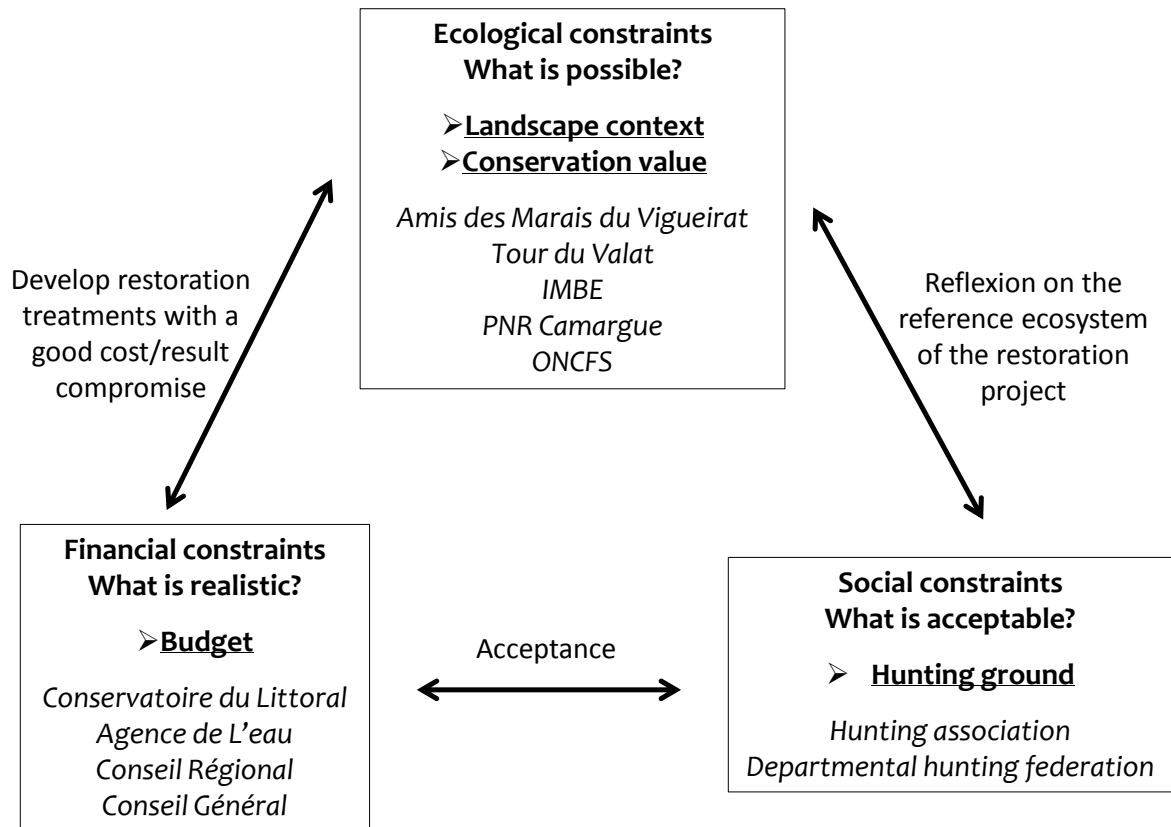 Ecological constraints
What is possible?
➢Landscape context
➢Conservation value
Amis des Marais du Vigueirat
Tour du Valat
IMBE
PNR Camargue
ONCFS
Develop restoration
treatments with a
good cost/result
compromise
Reflexion on the
reference ecosystem
of the restoration
project
Financial constraints
What is realistic?
➢Budget
Conservatoire du Littoral
Agence de L’eau
Conseil Régional
Conseil Général
Acceptance
Social constraints
What is acceptable?
➢ Hunting ground
Hunting association
Departmental hunting federation